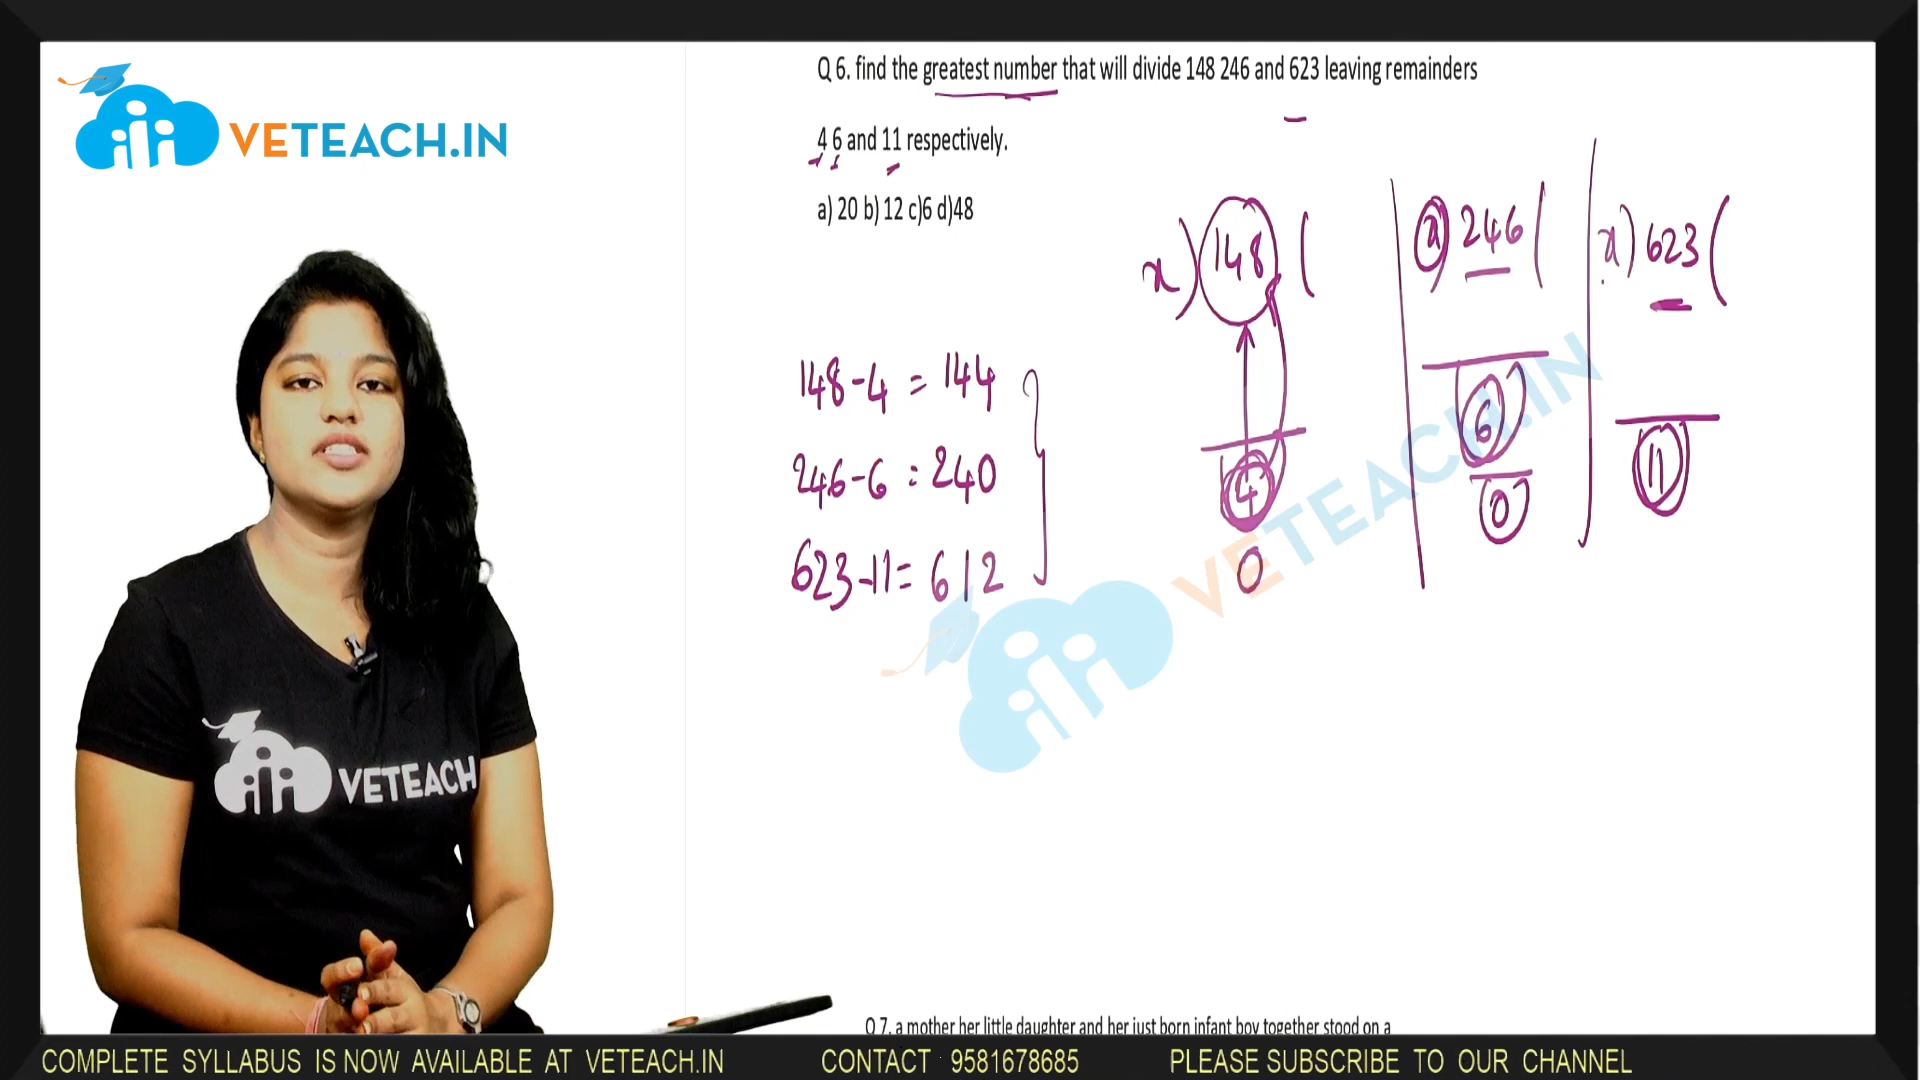 VETEACH.IN
Q 6. find the greatest number that will divide 148 246 and 623 leaving remainders
4 6 and 11 respectively.
a) 20 b) 12 c)6 d)48
x) 148 (
246 (
x) 623 (
148-4 = 144
246-6 = 240
623-11= 612
4
0
6
0
11
VETEACH.IN
VETEACH
Q 7. a mother her little daughter and her just born infant boy together stood on a
COMPLETE SYLLABUS IS NOW AVAILABLE AT VETEACH.IN CONTACT 9581678685 PLEASE SUBSCRIBE TO OUR CHANNEL